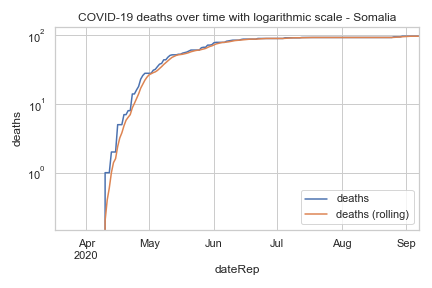 COVID-19 deaths over time with logarithmic scale - Somalia
10²
10¹
10⁰
deaths
deaths
deaths (rolling)
Apr
2020
May
Jun
Jul
Aug
Sep
dateRep